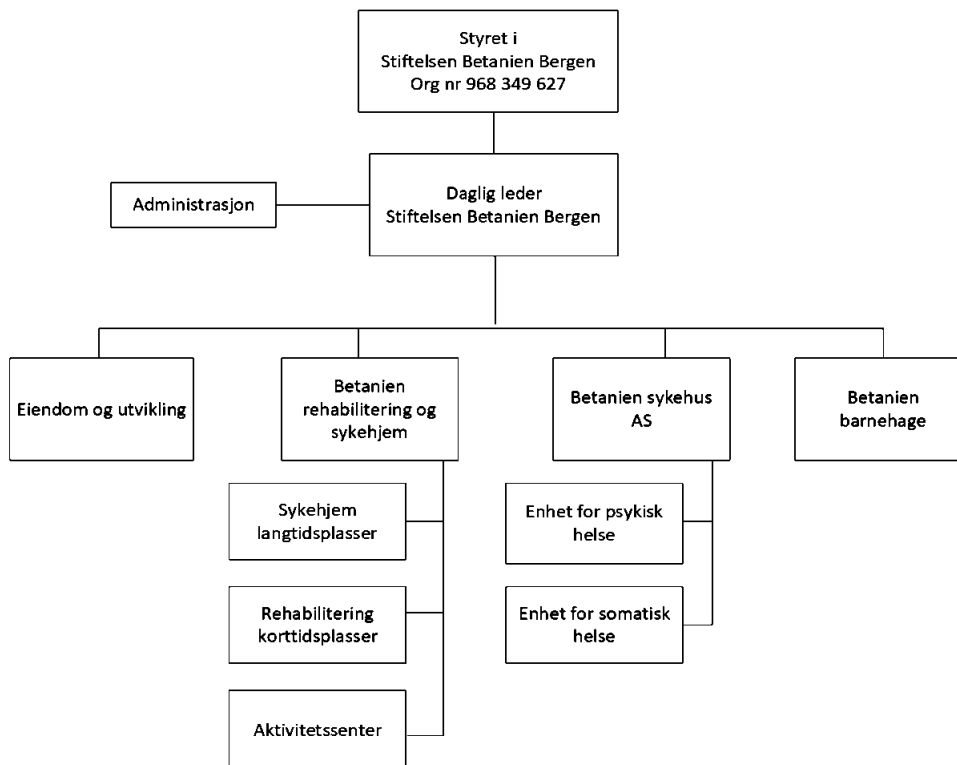 Styret i
Stiftelsen Betanien Bergen
Org nr 968 349 627
Administrasjon
Daglig leder
Stiftelsen Betanien Bergen
Eiendom og utvikling
Betanien
rehabilitering og
sykehjem
Betanien sykehus
AS
Betanien
barnehage
Sykehjem
langtidsplasser
Enhet for psykisk
helse
Rehabilitering
korttidsplasser
Enhet for somatisk
helse
Aktivitetssenter